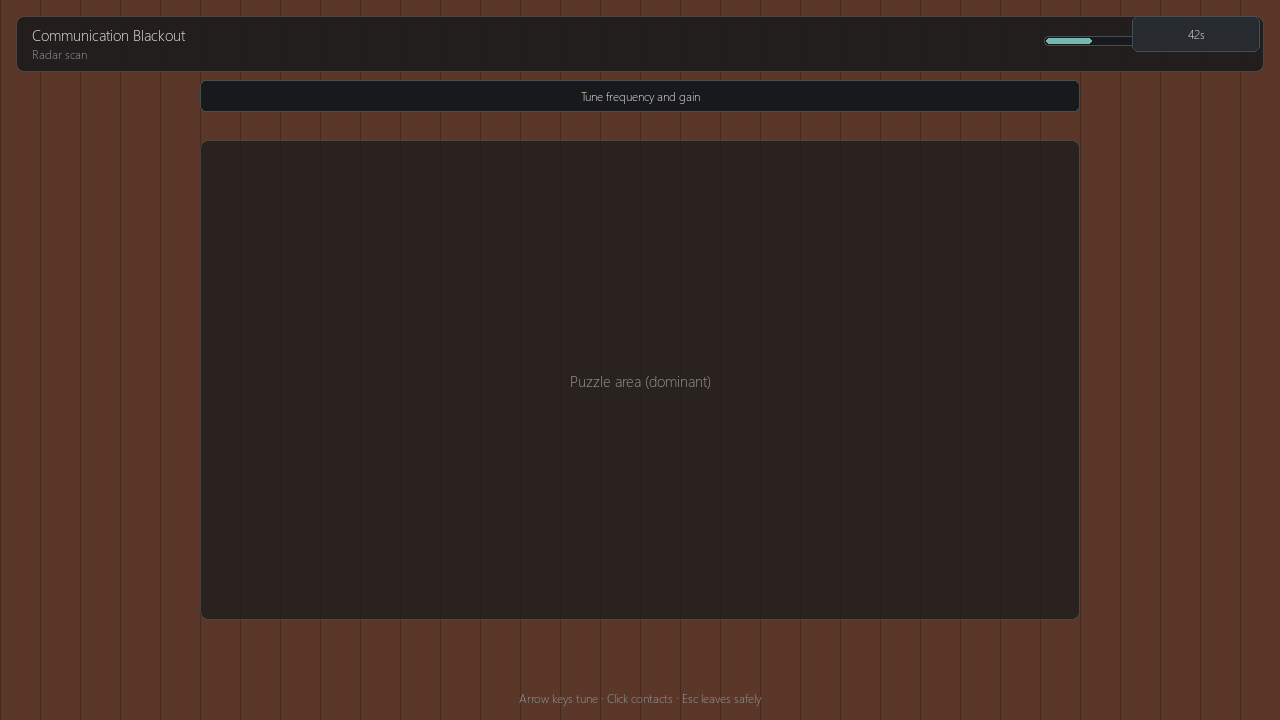 Communication Blackout
Radar scan
42s
Tune frequency and gain
Puzzle area (dominant)
Arrow keys tune · Click contacts · Esc leaves safely